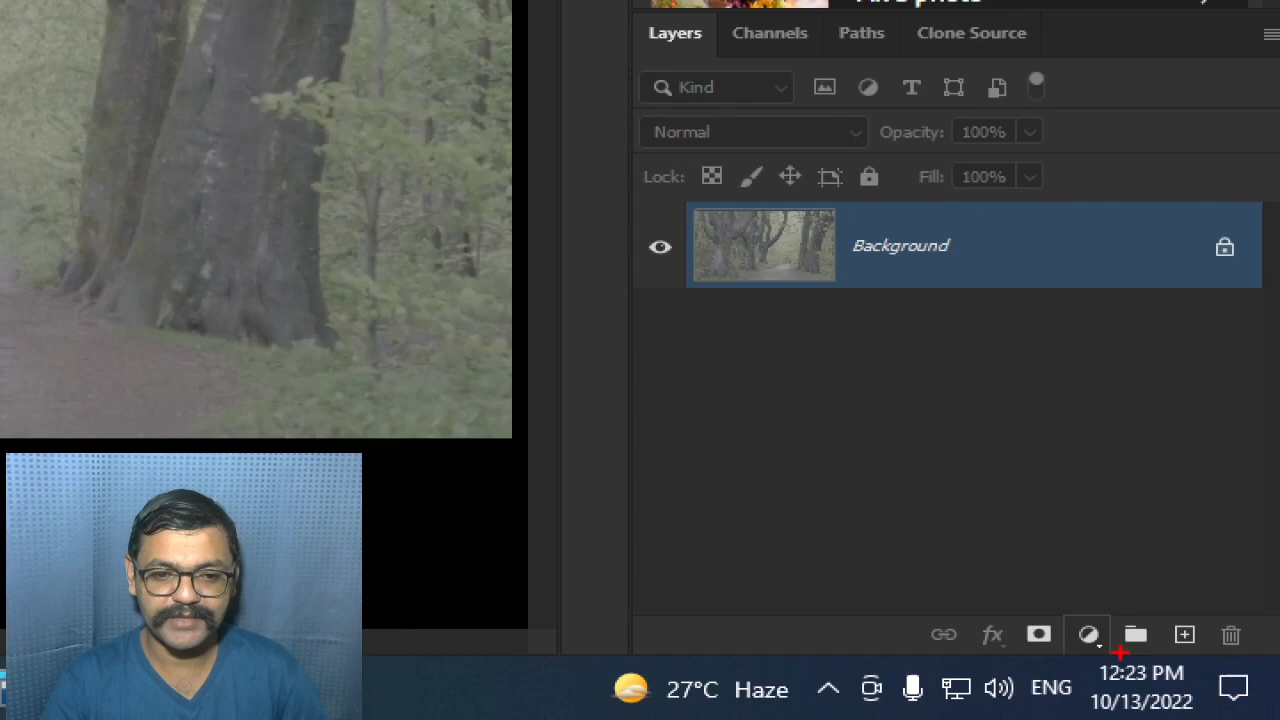 Layers Channels Paths Clone Source
Kind
Normal Opacity: 100%
Lock: Fill: 100%
Background
fx
27°C Haze ENG 12:23 PM
10/13/2022